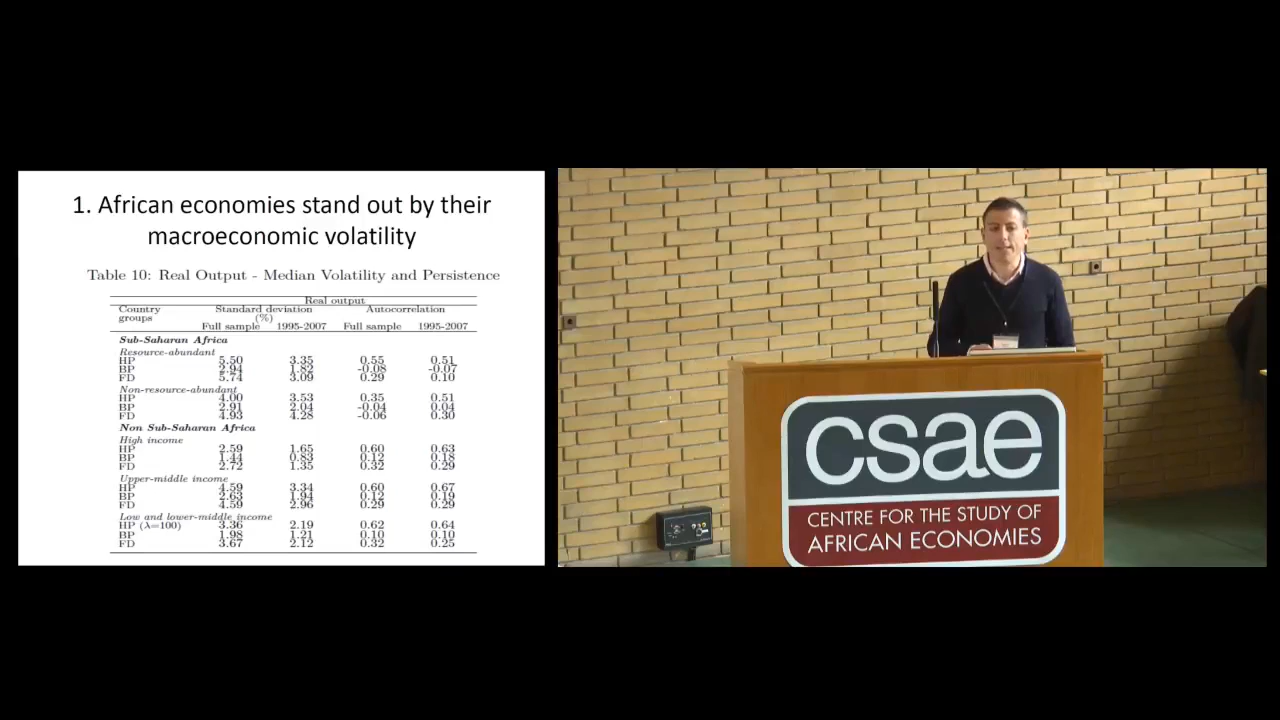 1. African economies stand out by their
macroeconomic volatility
Table 10: Real Output - Median Volatility and Persistence
Real output
Country groups Standard deviation (%) Autocorrelation
Full sample 1995-2007 Full sample 1995-2007
Sub-Saharan Africa
Resource-abundant
HP 5.50 3.35 0.55 0.51
BP 2.94 1.82 -0.08 -0.07
FD 5.74 3.09 0.29 0.10
Non-resource-abundant
HP 4.00 3.53 0.35 0.51
BP 2.91 2.04 -0.04 0.04
FD 4.93 4.28 -0.06 0.30
Non Sub-Saharan Africa
High income
HP 2.59 1.65 0.60 0.63
BP 1.44 0.83 0.12 0.18
FD 2.72 1.35 0.32 0.29
Upper-middle income
HP 4.59 3.34 0.60 0.67
BP 2.63 1.94 0.12 0.19
FD 4.59 2.96 0.29 0.29
Low and lower-middle income
HP (λ=100) 3.36 2.19 0.62 0.64
BP 1.98 1.21 0.10 0.10
FD 3.67 2.12 0.32 0.25
csae
CENTRE FOR THE STUDY OF
AFRICAN ECONOMIES